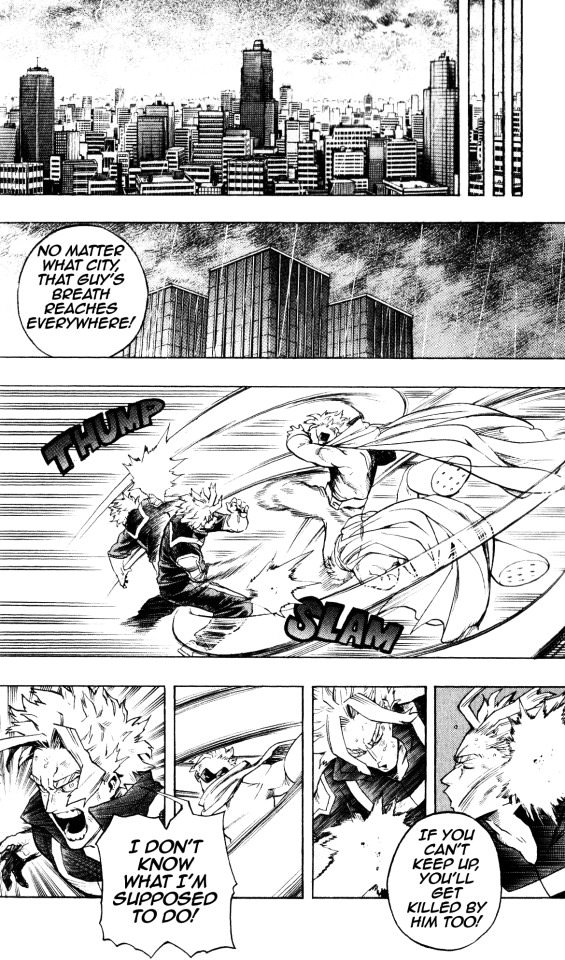 NO MATTER
WHAT CITY,
THAT GUY'S
BREATH
REACHES
EVERYWHERE!
THUMP
SLAM
I DON'T
KNOW
WHAT I'M
SUPPOSED
TO DO!
IF YOU
CAN'T
KEEP UP,
YOU'LL
GET
KILLED BY
HIM TOO!